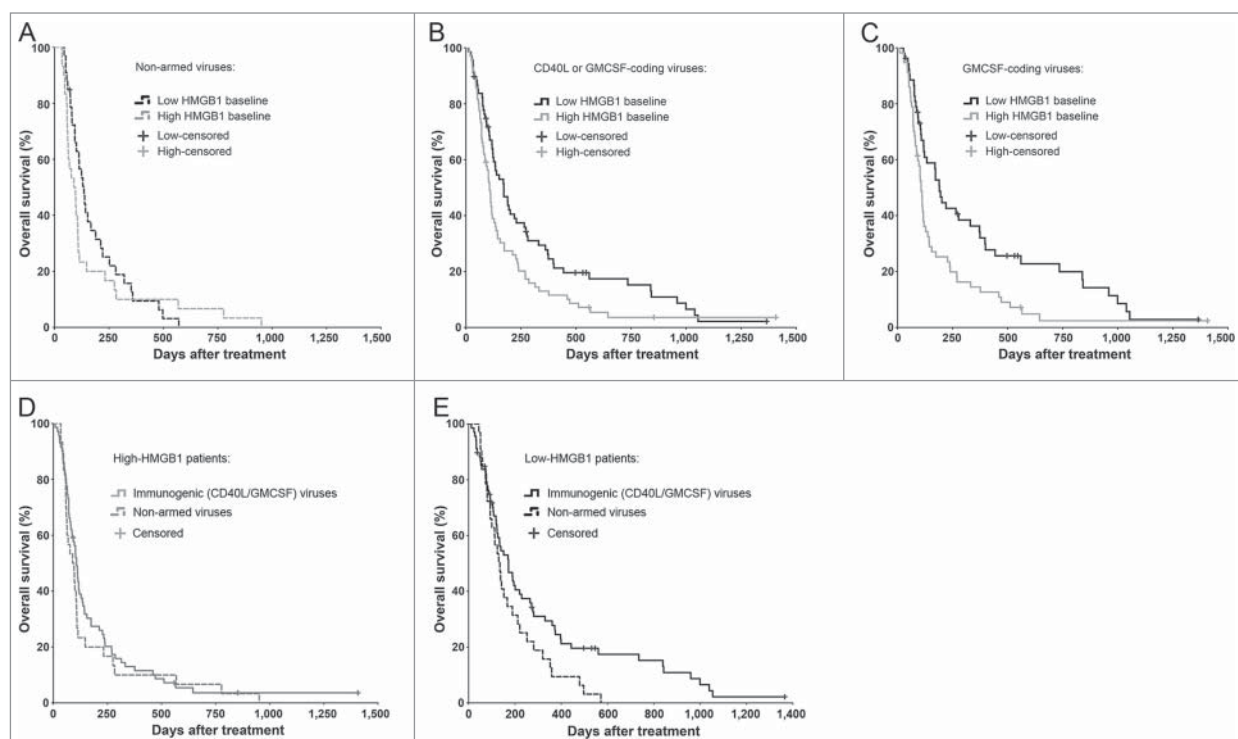 A
Non-armed viruses:
Low HMGB1 baseline
High HMGB1 baseline
Low-censored
High-censored
Overall survival (%)
100
80
60
40
20
0
0 250 500 750 1,000 1,250 1,500
Days after treatment
B
CD40L or GMCSF-coding viruses:
Low HMGB1 baseline
High HMGB1 baseline
Low-censored
High-censored
Overall survival (%)
100
80
60
40
20
0
0 250 500 750 1,000 1,250 1,500
Days after treatment
C
GMCSF-coding viruses:
Low HMGB1 baseline
High HMGB1 baseline
Low-censored
High-censored
Overall survival (%)
100
80
60
40
20
0
0 250 500 750 1,000 1,250 1,500
Days after treatment
D
High-HMGB1 patients:
Immunogenic (CD40L/GMCSF) viruses
Non-armed viruses
Censored
Overall survival (%)
100
80
60
40
20
0
0 250 500 750 1,000 1,250 1,500
Days after treatment
E
Low-HMGB1 patients:
Immunogenic (CD40L/GMCSF) viruses
Non-armed viruses
Censored
Overall survival (%)
100
80
60
40
20
0
0 200 400 600 800 1,000 1,200 1,400
Days after treatment